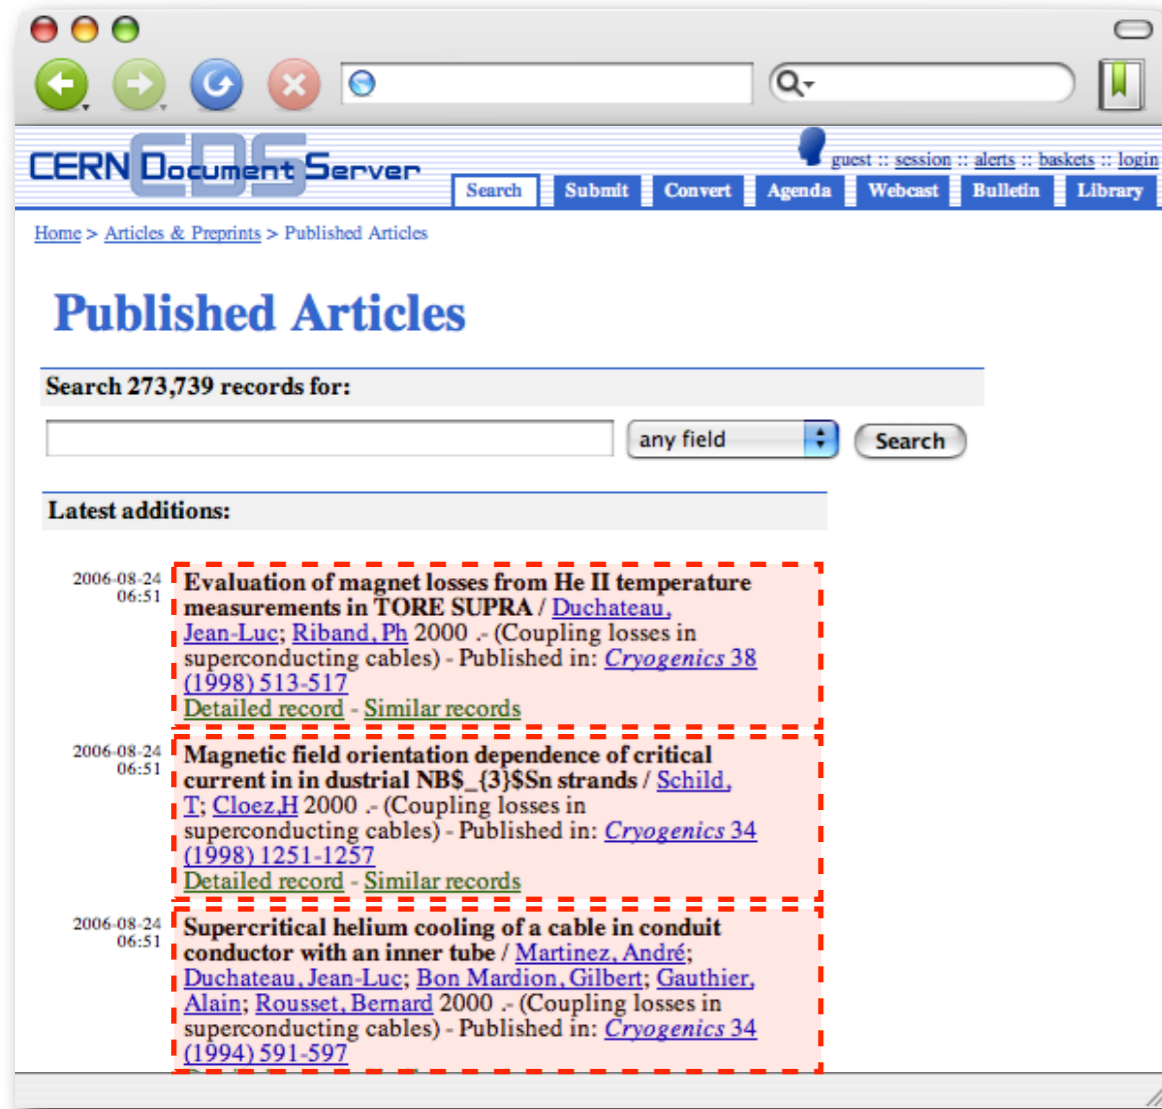 CERN Document Server
CDS
guest :: session :: alerts :: baskets :: login
Search Submit Convert Agenda Webcast Bulletin Library
Home > Articles & Preprints > Published Articles
Published Articles
Search 273,739 records for:
any field Search
Latest additions:
2006-08-24
06:51
Evaluation of magnet losses from He II temperature
measurements in TORE SUPRA / Duchateau,
Jean-Luc; Riband, Ph 2000 .- (Coupling losses in
superconducting cables) - Published in: Cryogenics 38
(1998) 513-517
Detailed record - Similar records
2006-08-24
06:51
Magnetic field orientation dependence of critical
current in in dustrial NB$_{3}$Sn strands / Schild,
T; Cloez,H 2000 .- (Coupling losses in
superconducting cables) - Published in: Cryogenics 34
(1998) 1251-1257
Detailed record - Similar records
2006-08-24
06:51
Supercritical helium cooling of a cable in conduit
conductor with an inner tube / Martinez, André;
Duchateau, Jean-Luc; Bon Mardion, Gilbert; Gauthier,
Alain; Rousset, Bernard 2000 .- (Coupling losses in
superconducting cables) - Published in: Cryogenics 34
(1994) 591-597